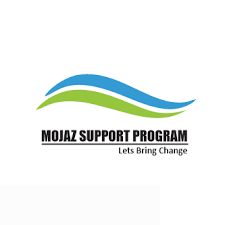 MOJAZ SUPPORT PROGRAM
Lets Bring Change